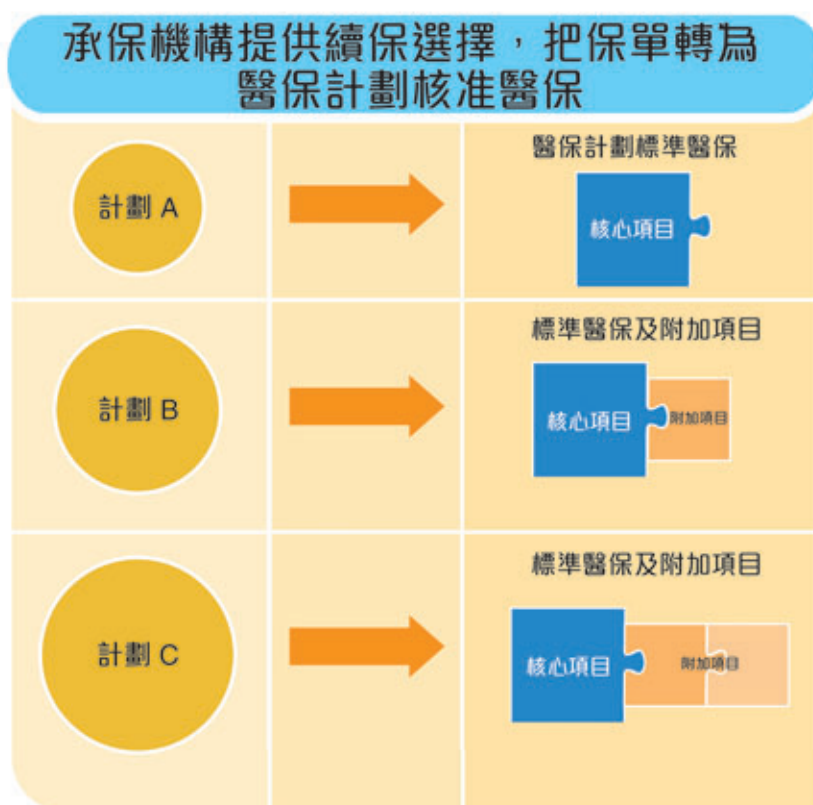 承保機構提供續保選擇，把保單轉為
醫保計劃核准醫保
計劃 A
醫保計劃標準醫保
核心項目
計劃 B
標準醫保及附加項目
核心項目
附加項目
計劃 C
標準醫保及附加項目
核心項目
附加項目